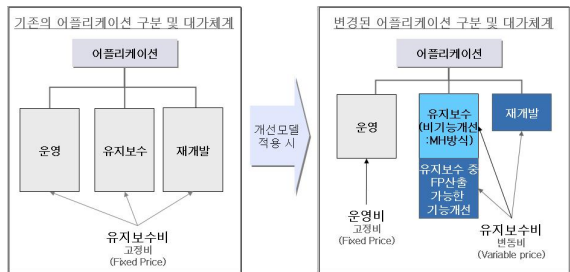 기존의 어플리케이션 구분 및 대가체계
어플리케이션
운영
유지보수
재개발
유지보수비
고정비
(Fixed Price)
개선모델
적용 시
변경된 어플리케이션 구분 및 대가체계
어플리케이션
운영
유지보수
(비기능개선
:MH방식)
재개발
유지보수 중
FP산출
가능한
기능개선
운영비
고정비
(Fixed Price)
유지보수비
변동비
(Variable price)